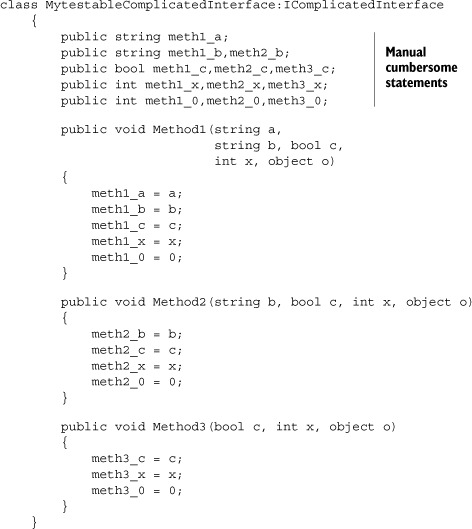 class MytestableComplicatedInterface:IComplicatedInterface
{
public string meth1_a;
public string meth1_b,meth2_b;
public bool meth1_c,meth2_c,meth3_c;
public int meth1_x,meth2_x,meth3_x;
public int meth1_0,meth2_0,meth3_0;
Manual
cumbersome
statements
public void Method1(string a,
string b, bool c,
int x, object o)
{
meth1_a = a;
meth1_b = b;
meth1_c = c;
meth1_x = x;
meth1_0 = 0;
}
public void Method2(string b, bool c, int x, object o)
{
meth2_b = b;
meth2_c = c;
meth2_x = x;
meth2_0 = 0;
}
public void Method3(bool c, int x, object o)
{
meth3_c = c;
meth3_x = x;
meth3_0 = 0;
}
}